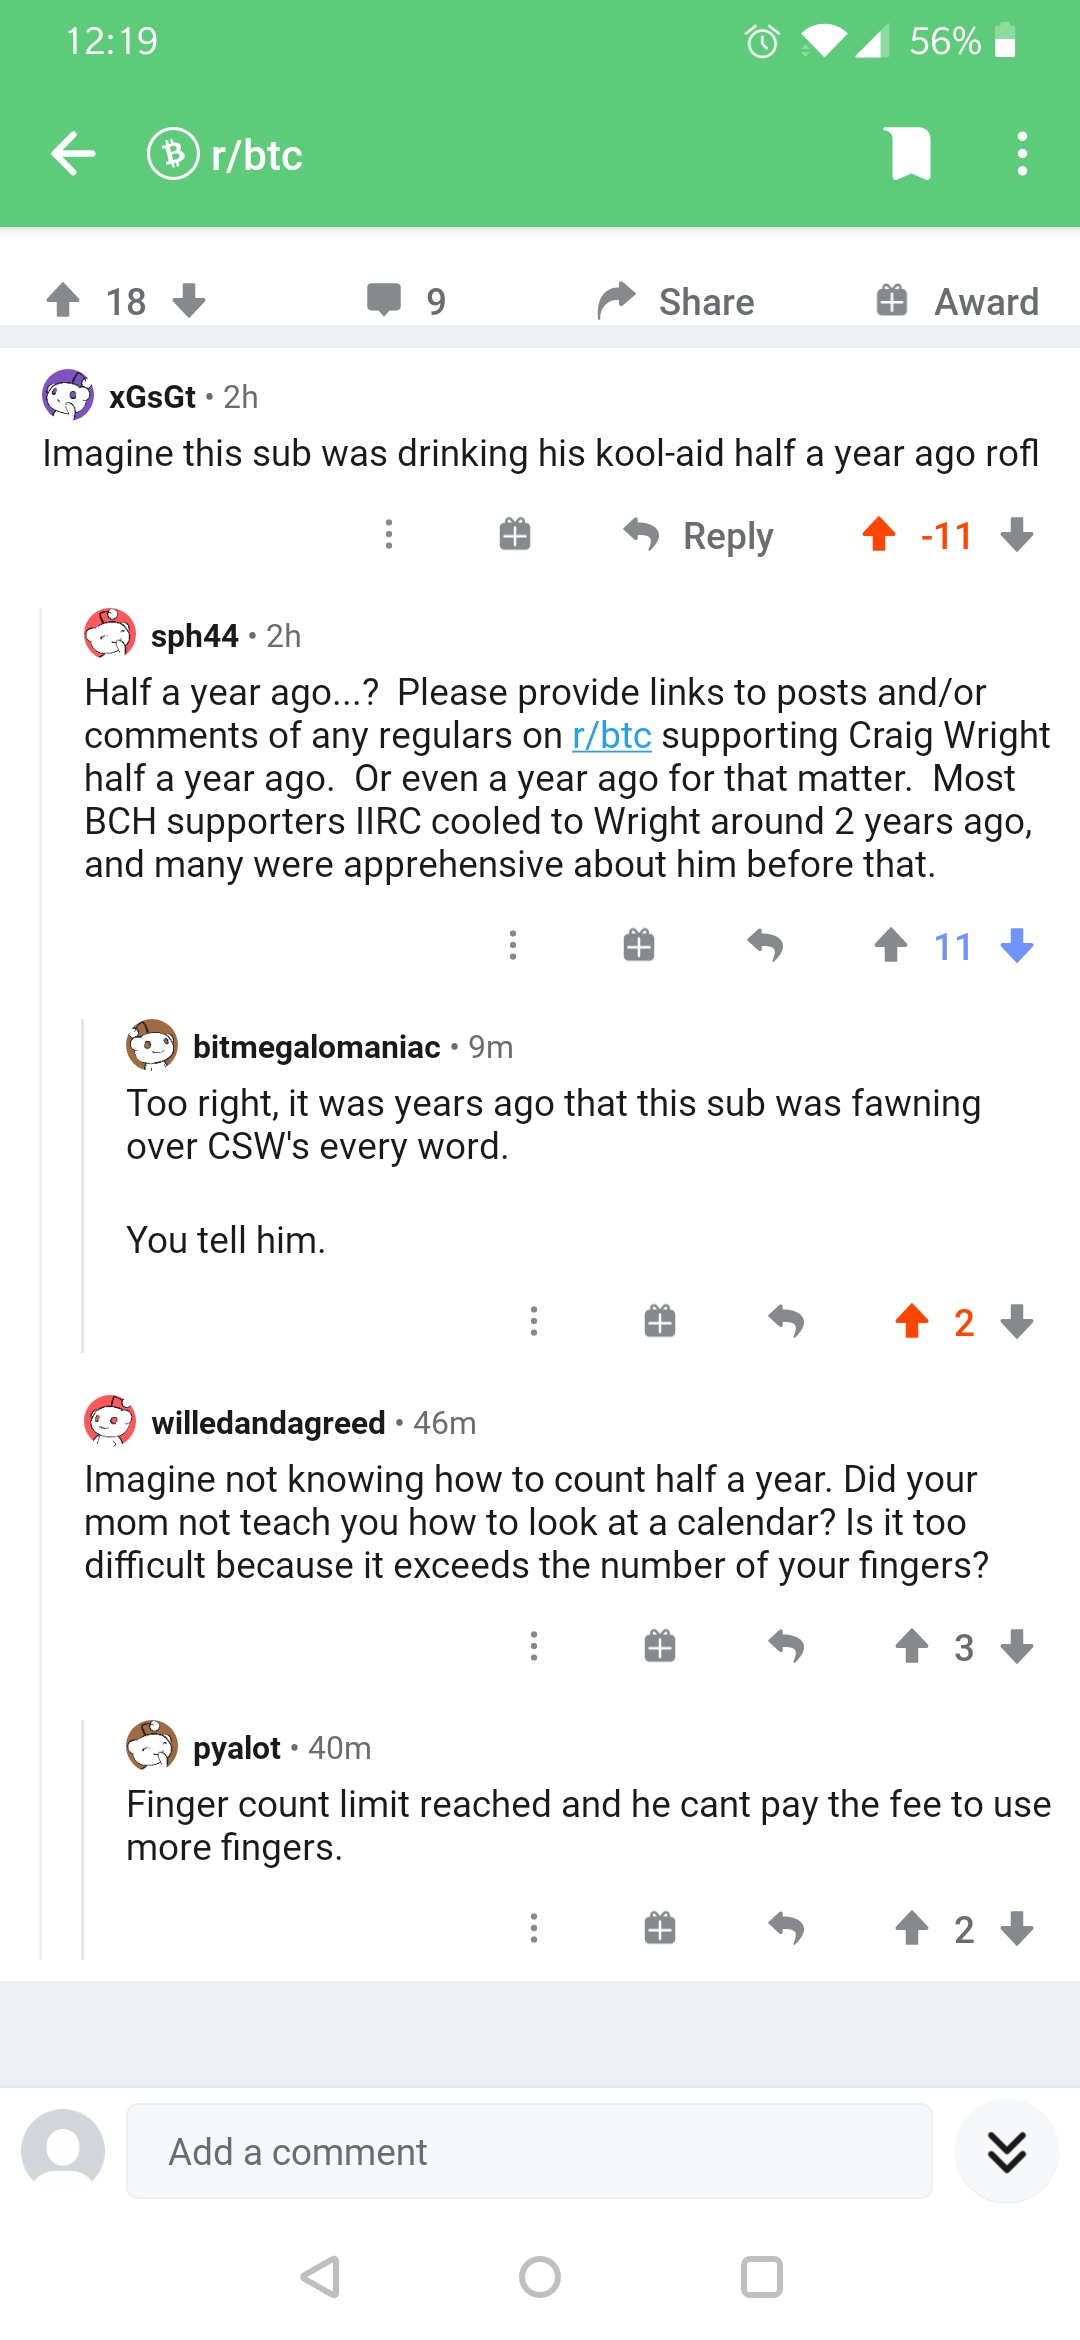 12:19
56%
r/btc
18
9
Share
Award
xGsGt • 2h
Imagine this sub was drinking his kool-aid half a year ago rofl
Reply
-11
sph44 • 2h
Half a year ago...?  Please provide links to posts and/or
comments of any regulars on r/btc supporting Craig Wright
half a year ago.  Or even a year ago for that matter.  Most
BCH supporters IIRC cooled to Wright around 2 years ago,
and many were apprehensive about him before that.
11
bitmegalomaniac • 9m
Too right, it was years ago that this sub was fawning
over CSW's every word.
You tell him.
2
willedandagreed • 46m
Imagine not knowing how to count half a year. Did your
mom not teach you how to look at a calendar? Is it too
difficult because it exceeds the number of your fingers?
3
pyalot • 40m
Finger count limit reached and he cant pay the fee to use
more fingers.
2
Add a comment